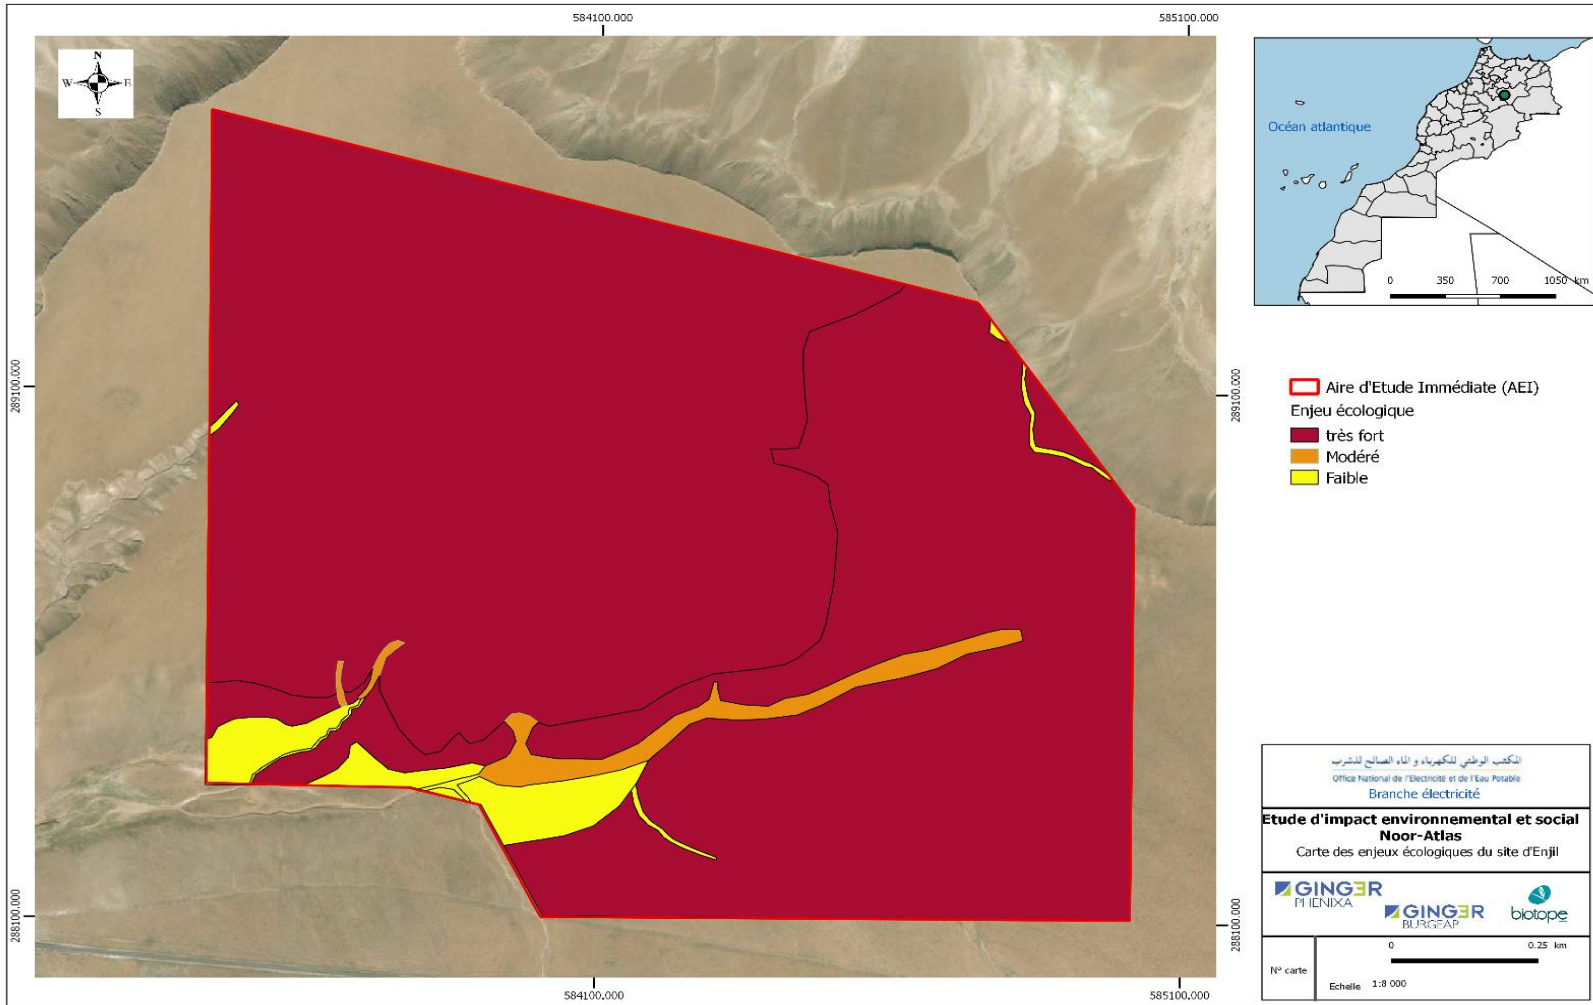 584100.000
585100.000
N
W
E
S
289100.000
289100.000
288100.000
288100.000
584100.000
585100.000
Océan atlantique
0 350 700 1050 km
Aire d'Etude Immédiate (AEI)
Enjeu écologique
très fort
Modéré
Faible
المكتب الوطني للكهرباء و الماء الصالح للشرب
Office National de l'Electricité et de l'Eau Potable
Branche électricité
Etude d'impact environnemental et social
Noor-Atlas
Carte des enjeux écologiques du site d'Enjil
GINGER
PHENIXA
GINGER
BURGEAP
biotope
N° carte
0 0.25 km
Echelle 1:8 000